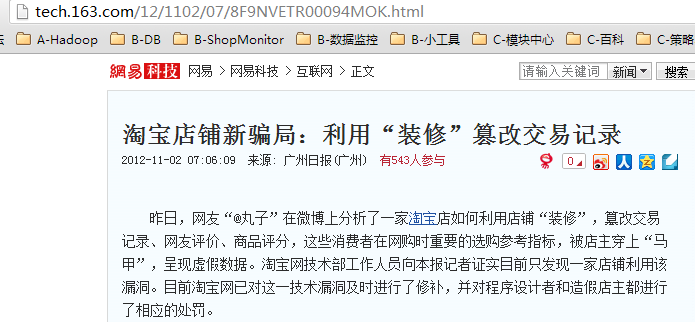 tech.163.com/12/1102/07/8F9NVETR00094MOK.html
A-Hadoop B-DB B-ShopMonitor B-数据监控 B-小工具 C-模块中心 C-百科 C-策略
網易科技 网易 > 网易科技 > 互联网 > 正文 请输入关键词 新闻 搜索
淘宝店铺新骗局：利用“装修”篡改交易记录
2012-11-02 07:06:09 来源: 广州日报(广州) 有543人参与 0
昨日，网友“@丸子”在微博上分析了一家淘宝店如何利用店铺“装修”，篡改交易
记录、网友评价、商品评分，这些消费者在网购时重要的选购参考指标，被店主穿上“马
甲”，呈现虚假数据。淘宝网技术部工作人员向本报记者证实目前只发现一家店铺利用该
漏洞。目前淘宝网已对这一技术漏洞及时进行了修补，并对程序设计者和造假店主都进行
了相应的处罚。